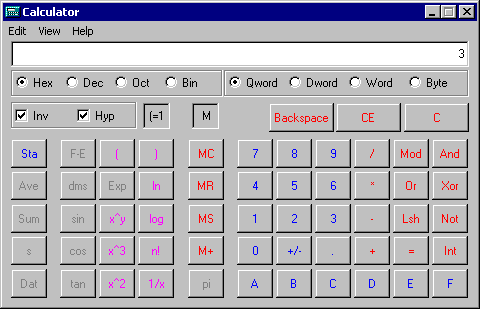 Calculator
Edit View Help
3
Hex Dec Oct Bin Qword Dword Word Byte
Inv Hyp (=1 M Backspace CE C
Sta F-E ( ) MC 7 8 9 / Mod And
Ave dms Exp ln MR 4 5 6 * Or Xor
Sum sin x^y log MS 1 2 3 - Lsh Not
s cos x^3 n! M+ 0 +/- . + = Int
Dat tan x^2 1/x pi A B C D E F